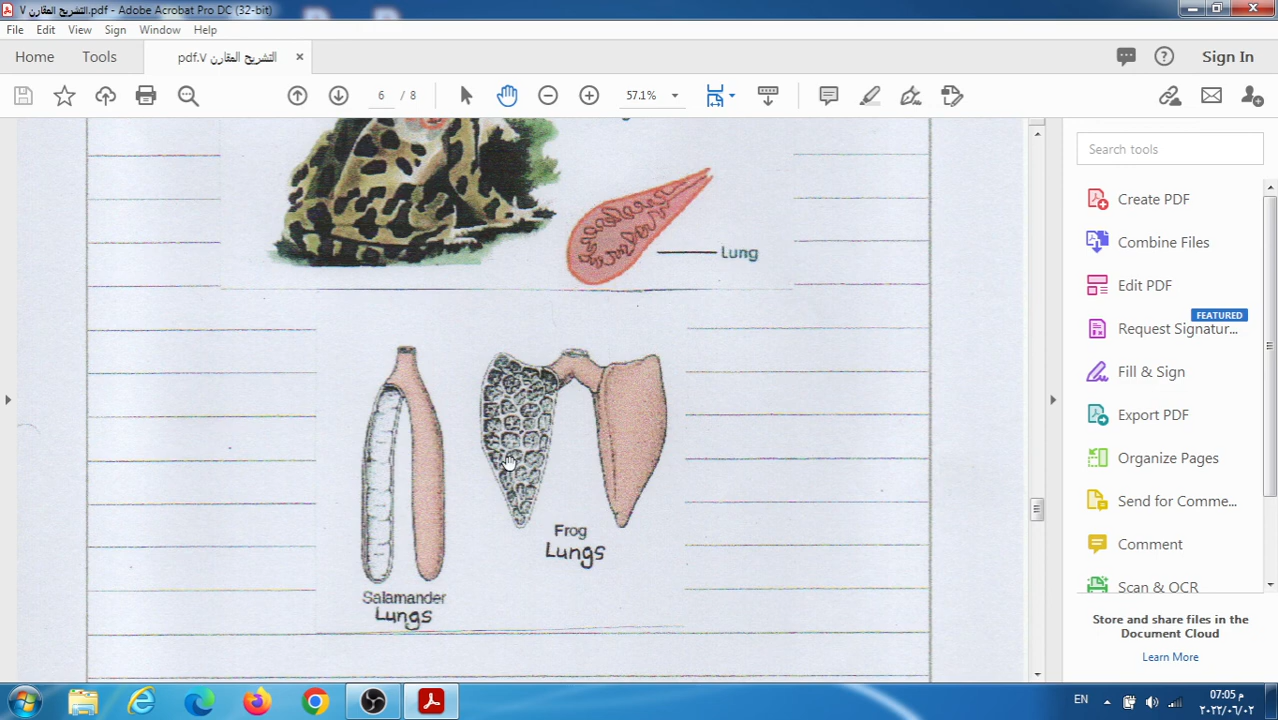 التشريح المقارن V.pdf - Adobe Acrobat Pro DC (32-bit)
File Edit View Sign Window Help
Home Tools التشريح المقارن V.pdf × Sign In
6 / 8 57.1%
Search tools
Create PDF
Combine Files
Edit PDF
FEATURED
Request Signatur...
Fill & Sign
Export PDF
Organize Pages
Send for Comme...
Comment
Scan & OCR
Store and share files in the
Document Cloud
Learn More
Lung
Frog
Lungs
Salamander
Lungs
EN
07:05 م
٢٠٢٢/٠٦/٠٢